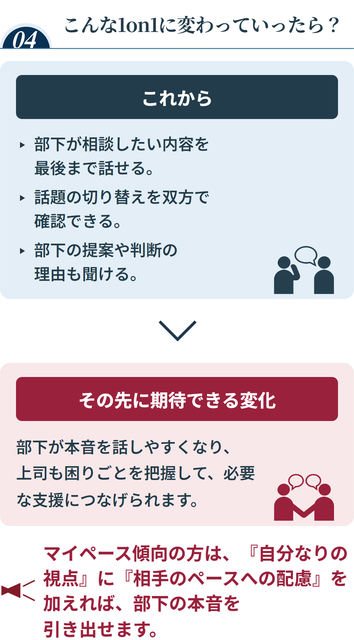 04
こんな1on1に変わっていったら？
これから
▸ 部下が相談したい内容を
最後まで話せる。
▸ 話題の切り替えを双方で
確認できる。
▸ 部下の提案や判断の
理由も聞ける。
その先に期待できる変化
部下が本音を話しやすくなり、
上司も困りごとを把握して、必要
な支援につなげられます。
マイペース傾向の方は、『自分なりの
視点』に『相手のペースへの配慮』を
加えれば、部下の本音を
引き出せます。